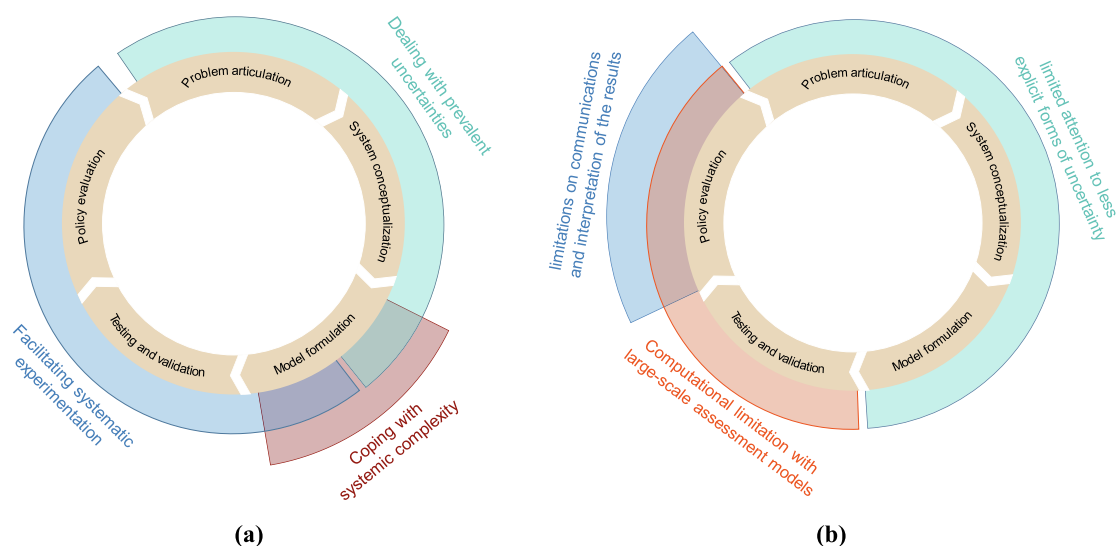 Problem articulation
System conceptualization
Model formulation
Testing and validation
Policy evaluation
Dealing with prevalent
uncertainties
Coping with
systemic complexity
Facilitating systematic
experimentation
(a)
Problem articulation
System conceptualization
Model formulation
Testing and validation
Policy evaluation
limited attention to less
explicit forms of uncertainty
Computational limitation with
large-scale assessment models
limitations on communications
and interpretation of the results
(b)